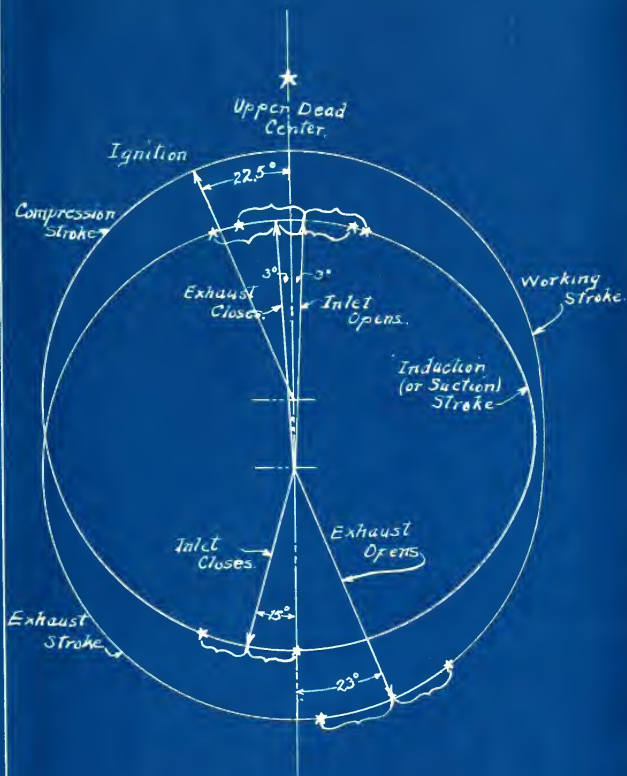 Upper Dead
Center.
Ignition
22.5°
Compression
Stroke
3°
3°
Exhaust
Closes.
Inlet
Opens.
Working
Stroke.
Induction
(or Suction)
Stroke
Inlet
Closes.
Exhaust
Opens
15°
Exhaust
Stroke
23°